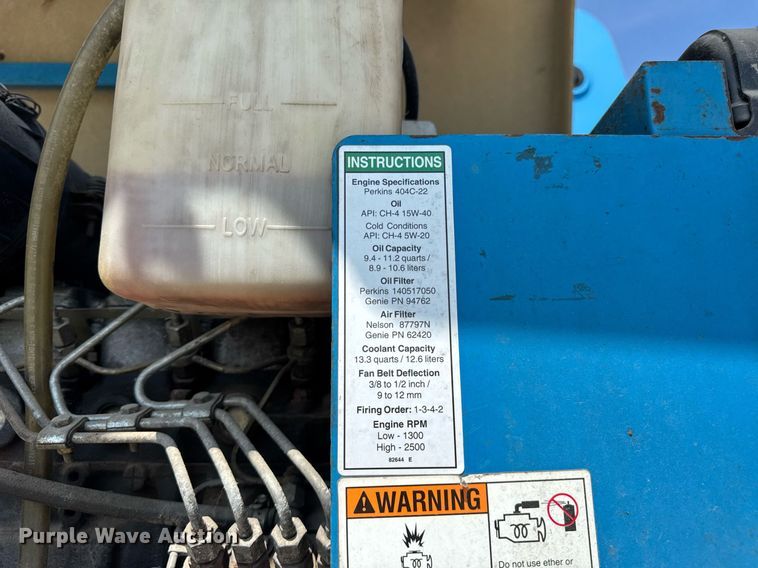 FULL
NORMAL
LOW
INSTRUCTIONS
Engine Specifications
Perkins 404C-22
Oil
API: CH-4 15W-40
Cold Conditions
API: CH-4 5W-20
Oil Capacity
9.4 - 11.2 quarts /
8.9 - 10.6 liters
Oil Filter
Perkins 140517050
Genie PN 94762
Air Filter
Nelson 87797N
Genie PN 62420
Coolant Capacity
13.3 quarts / 12.6 liters
Fan Belt Deflection
3/8 to 1/2 inch /
9 to 12 mm
Firing Order: 1-3-4-2
Engine RPM
Low - 1300
High - 2500
82644 E
WARNING
Do not use ether or
Purple Wave Auction